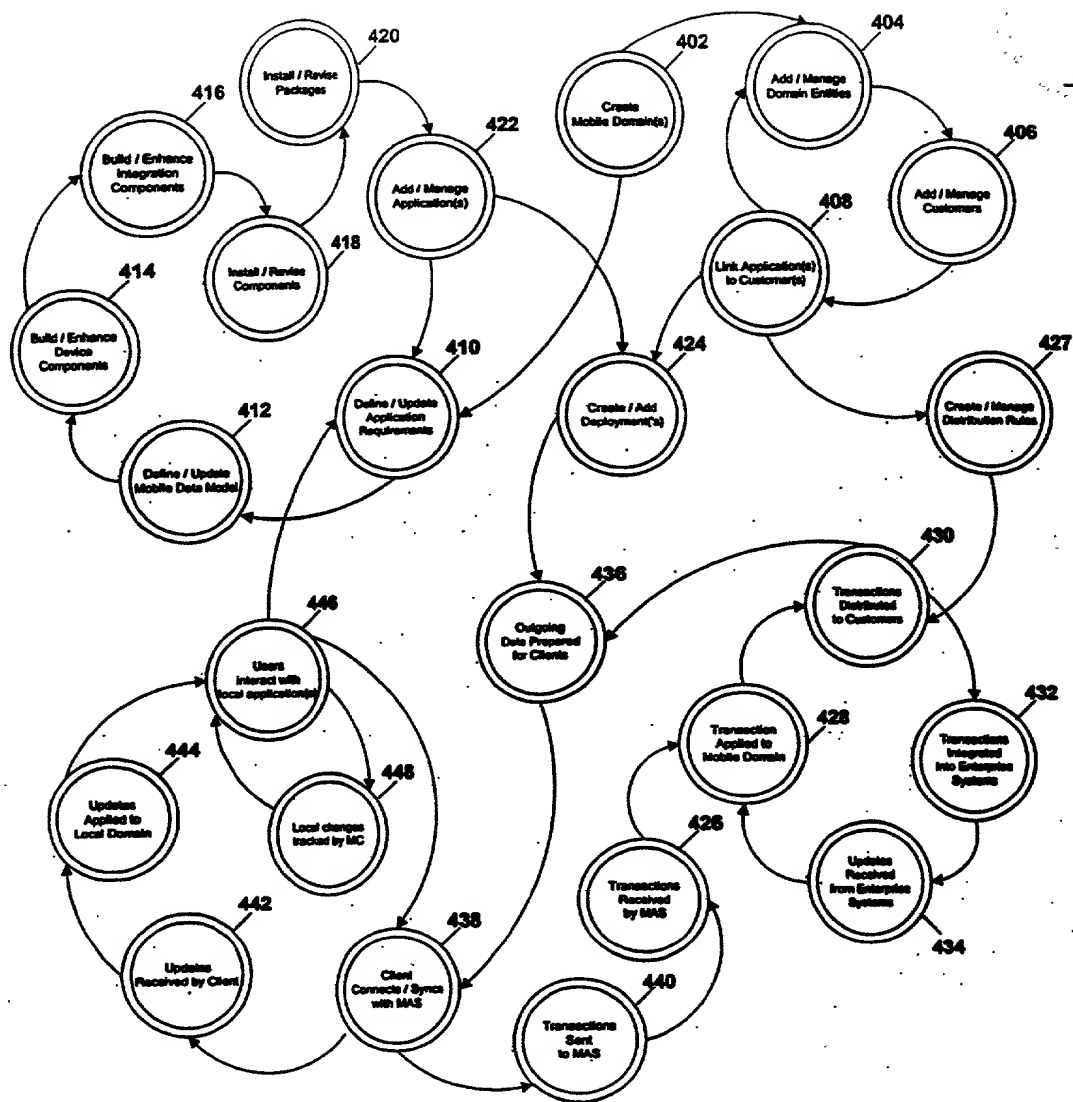 420
Install / Revise
Packages
402
Create
Mobile Domain(s)
404
Add / Manage
Domain Entities
416
Build / Enhance
Integration
Components
422
Add / Manage
Application(s)
406
Add / Manage
Customers
418
Install / Revise
Components
408
Link Application(s)
to Customer(s)
414
Build / Enhance
Device
Components
410
Define / Update
Application
Requirements
424
Create / Add
Deployment's)
427
Create / Manage
Distribution Rules
412
Define / Update
Mobile Data Model
430
Transactions
Distributed
to Customers
436
Outgoing
Data Prepared
for Clients
446
Users
Interact with
local application(s)
432
Transactions
Integrated
Into Enterprise
Systems
428
Transaction
Applied to
Mobile Domain
444
Updates
Applied to
Local Domain
448
Local changes
tracked by MC
426
Transactions
Received
by MAS
Updates
Received
from Enterprise
Systems
434
442
Updates
Received by Client
438
Client
Connects / Syncs
with MAS
440
Transactions
Sent
to MAS